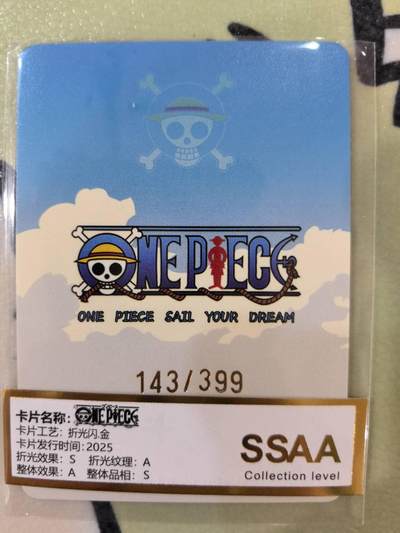 ONE PIECE
ONE PIECE SAIL YOUR DREAM
143/399
卡片名称: ONE PIECE
卡片工艺: 折光闪.金
卡片发行时间: 2025
折光效果: S 折光纹理: A
整体效果: A 整体品相: S
SSAA
Collection level